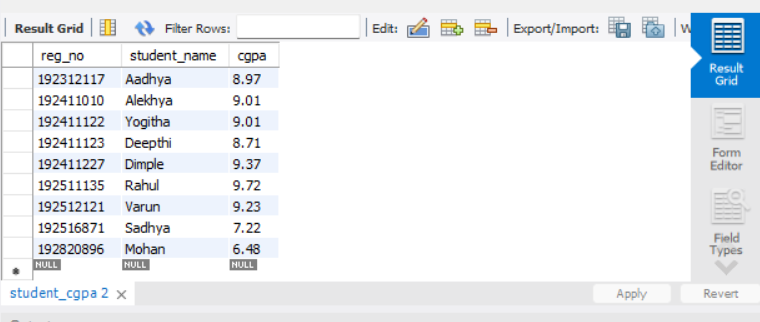 Result Grid Filter Rows: Edit: Export/Import: W
reg_no student_name cgpa
192312117 Aadhya 8.97
192411010 Alekhya 9.01
192411122 Yogitha 9.01
192411123 Deepthi 8.71
192411227 Dimple 9.37
192511135 Rahul 9.72
192512121 Varun 9.23
192516871 Sadhya 7.22
192820896 Mohan 6.48
NULL NULL NULL
Result
Grid
Form
Editor
Field
Types
student_cgpa 2 × Apply Revert